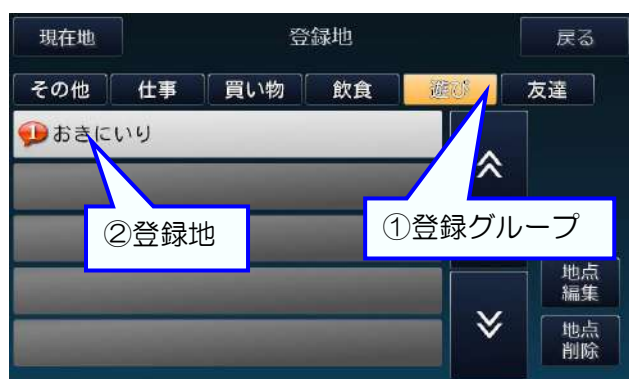 現在地 登録地 戻る
その他 仕事 買い物 飲食 遊び 友達
おきにいり
②登録地
①登録グループ
地点
編集
地点
削除